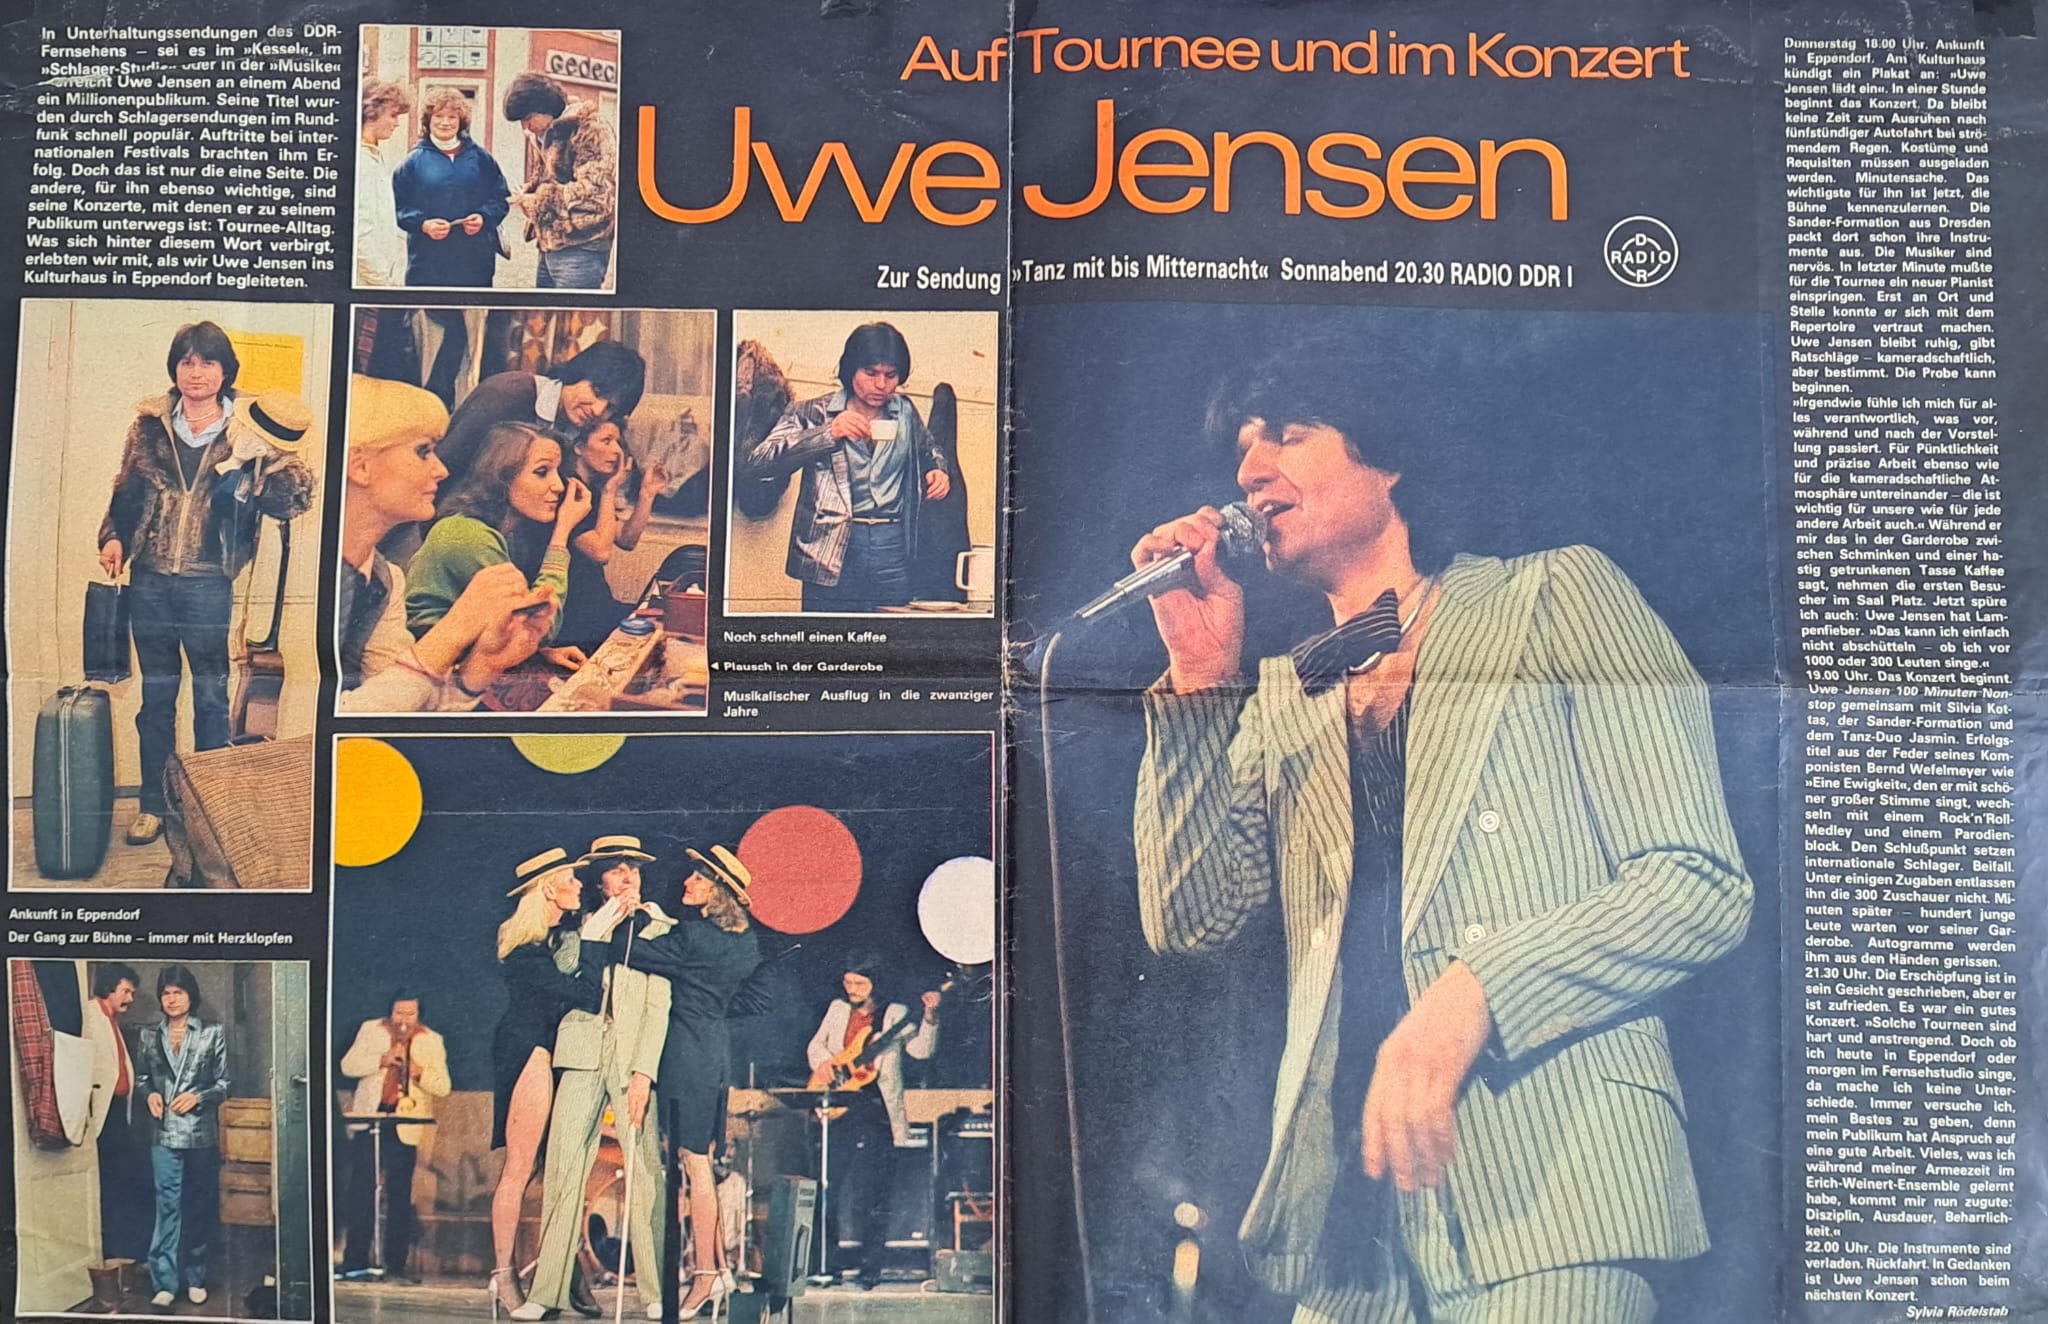 In Unterhaltungssendungen des DDR-
Fernsehens – sei es im »Kessel«, im
»Schlager-Studio« oder in der »Musike«
erreicht Uwe Jensen an einem Abend
ein Millionenpublikum. Seine Titel wur-
den durch Schlagersendungen im Rund-
funk schnell populär. Auftritte bei inter-
nationalen Festivals brachten ihm Er-
folg. Doch das ist nur die eine Seite. Die
andere, für ihn ebenso wichtige, sind
seine Konzerte, mit denen er zu seinem
Publikum unterwegs ist: Tournee-Alltag.
Was sich hinter diesem Wort verbirgt,
erlebten wir mit, als wir Uwe Jensen ins
Kulturhaus in Eppendorf begleiteten.
Gedec
Auf Tournee und im Konzert
Uwe Jensen
Zur Sendung »Tanz mit bis Mitternacht« Sonnabend 20.30 RADIO DDR I
D
RADIO
R
Noch schnell einen Kaffee
◄ Plausch in der Garderobe
Musikalischer Ausflug in die zwanziger
Jahre
Ankunft in Eppendorf
Der Gang zur Bühne – immer mit Herzklopfen
Donnerstag 18.00 Uhr. Ankunft
in Eppendorf. Am Kulturhaus
kündigt ein Plakat an: »Uwe
Jensen lädt ein«. In einer Stunde
beginnt das Konzert. Da bleibt
keine Zeit zum Ausruhen nach
fünfstündiger Autofahrt bei strö-
mendem Regen. Kostüme und
Requisiten müssen ausgeladen
werden. Minutensache. Das
wichtigste für ihn ist jetzt, die
Bühne kennenzulernen. Die
Sander-Formation aus Dresden
packt dort schon ihre Instru-
mente aus. Die Musiker sind
nervös. In letzter Minute mußte
für die Tournee ein neuer Pianist
einspringen. Erst an Ort und
Stelle konnte er sich mit dem
Repertoire vertraut machen.
Uwe Jensen bleibt ruhig, gibt
Ratschläge – kameradschaftlich,
aber bestimmt. Die Probe kann
beginnen.
»Irgendwie fühle ich mich für al-
les verantwortlich, was vor,
während und nach der Vorstel-
lung passiert. Für Pünktlichkeit
und präzise Arbeit ebenso wie
für die kameradschaftliche At-
mosphäre untereinander – die ist
wichtig für unsere wie für jede
andere Arbeit auch.« Während er
mir das in der Garderobe zwi-
schen Schminken und einer ha-
stig getrunkenen Tasse Kaffee
sagt, nehmen die ersten Besu-
cher im Saal Platz. Jetzt spüre
ich auch: Uwe Jensen hat Lam-
penfieber. »Das kann ich einfach
nicht abschütteln – ob ich vor
1000 oder 300 Leuten singe.«
19.00 Uhr. Das Konzert beginnt.
Uwe Jensen 100 Minuten Non-
stop gemeinsam mit Silvia Kot-
tas, der Sander-Formation und
dem Tanz-Duo Jasmin. Erfolgs-
titel aus der Feder seines Kom-
ponisten Bernd Wefelmeyer wie
»Eine Ewigkeit«, den er mit schö-
ner großer Stimme singt, wech-
seln mit einem Rock'n'Roll-
Medley und einem Parodien-
block. Den Schlußpunkt setzen
internationale Schlager. Beifall.
Unter einigen Zugaben entlassen
ihn die 300 Zuschauer nicht. Mi-
nuten später – hundert junge
Leute warten vor seiner Gar-
derobe. Autogramme werden
ihm aus den Händen gerissen.
21.30 Uhr. Die Erschöpfung ist in
sein Gesicht geschrieben, aber er
ist zufrieden. Es war ein gutes
Konzert. »Solche Tourneen sind
hart und anstrengend. Doch ob
ich heute in Eppendorf oder
morgen im Fernsehstudio singe,
da mache ich keine Unter-
schiede. Immer versuche ich,
mein Bestes zu geben, denn
mein Publikum hat Anspruch auf
eine gute Arbeit. Vieles, was ich
während meiner Armeezeit im
Erich-Weinert-Ensemble gelernt
habe, kommt mir nun zugute:
Disziplin, Ausdauer, Beharrlich-
keit.«
22.00 Uhr. Die Instrumente sind
verladen. Rückfahrt. In Gedanken
ist Uwe Jensen schon beim
nächsten Konzert.
Sylvia Rödelstab